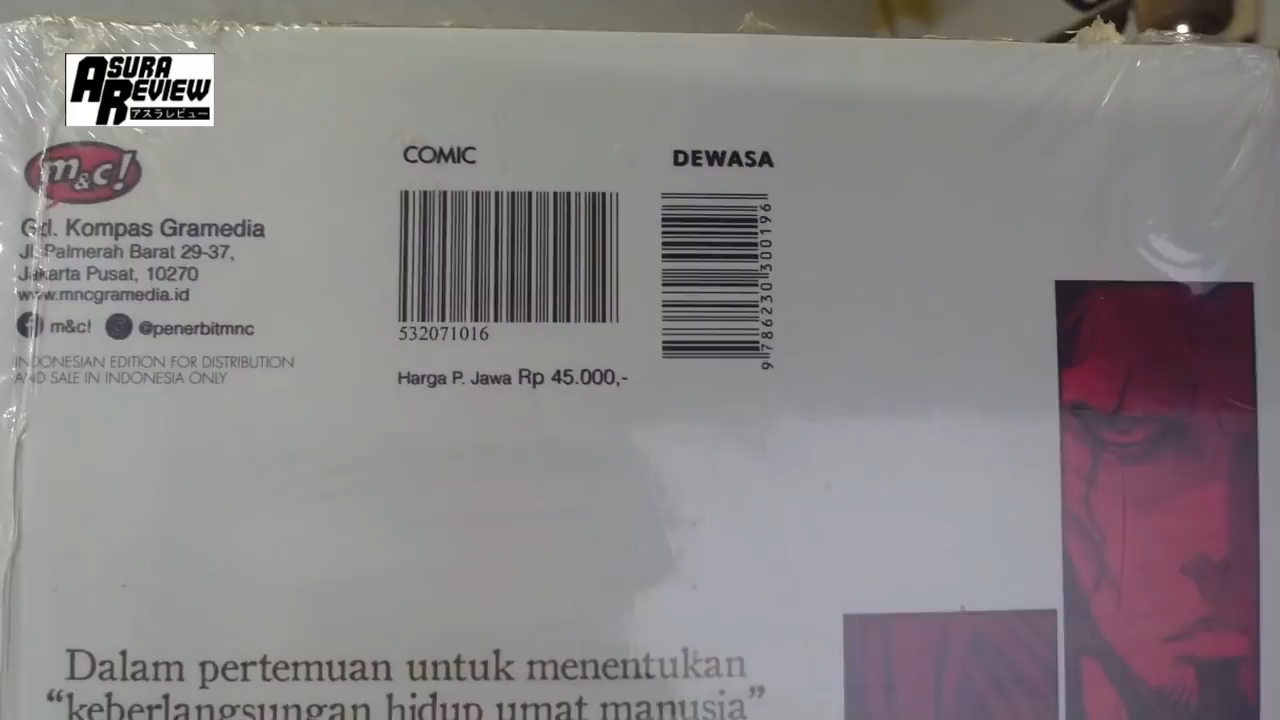 ASURA
REVIEW
アスラレビュー
m&c!
Gd. Kompas Gramedia
Jl. Palmerah Barat 29-37,
Jakarta Pusat, 10270
www.mncgramedia.id
m&c! @penerbitmnc
INDONESIAN EDITION FOR DISTRIBUTION
AND SALE IN INDONESIA ONLY
COMIC
532071016
Harga P. Jawa Rp 45.000,-
DEWASA
9786230300196
Dalam pertemuan untuk menentukan
“keberlangsungan hidup umat manusia”